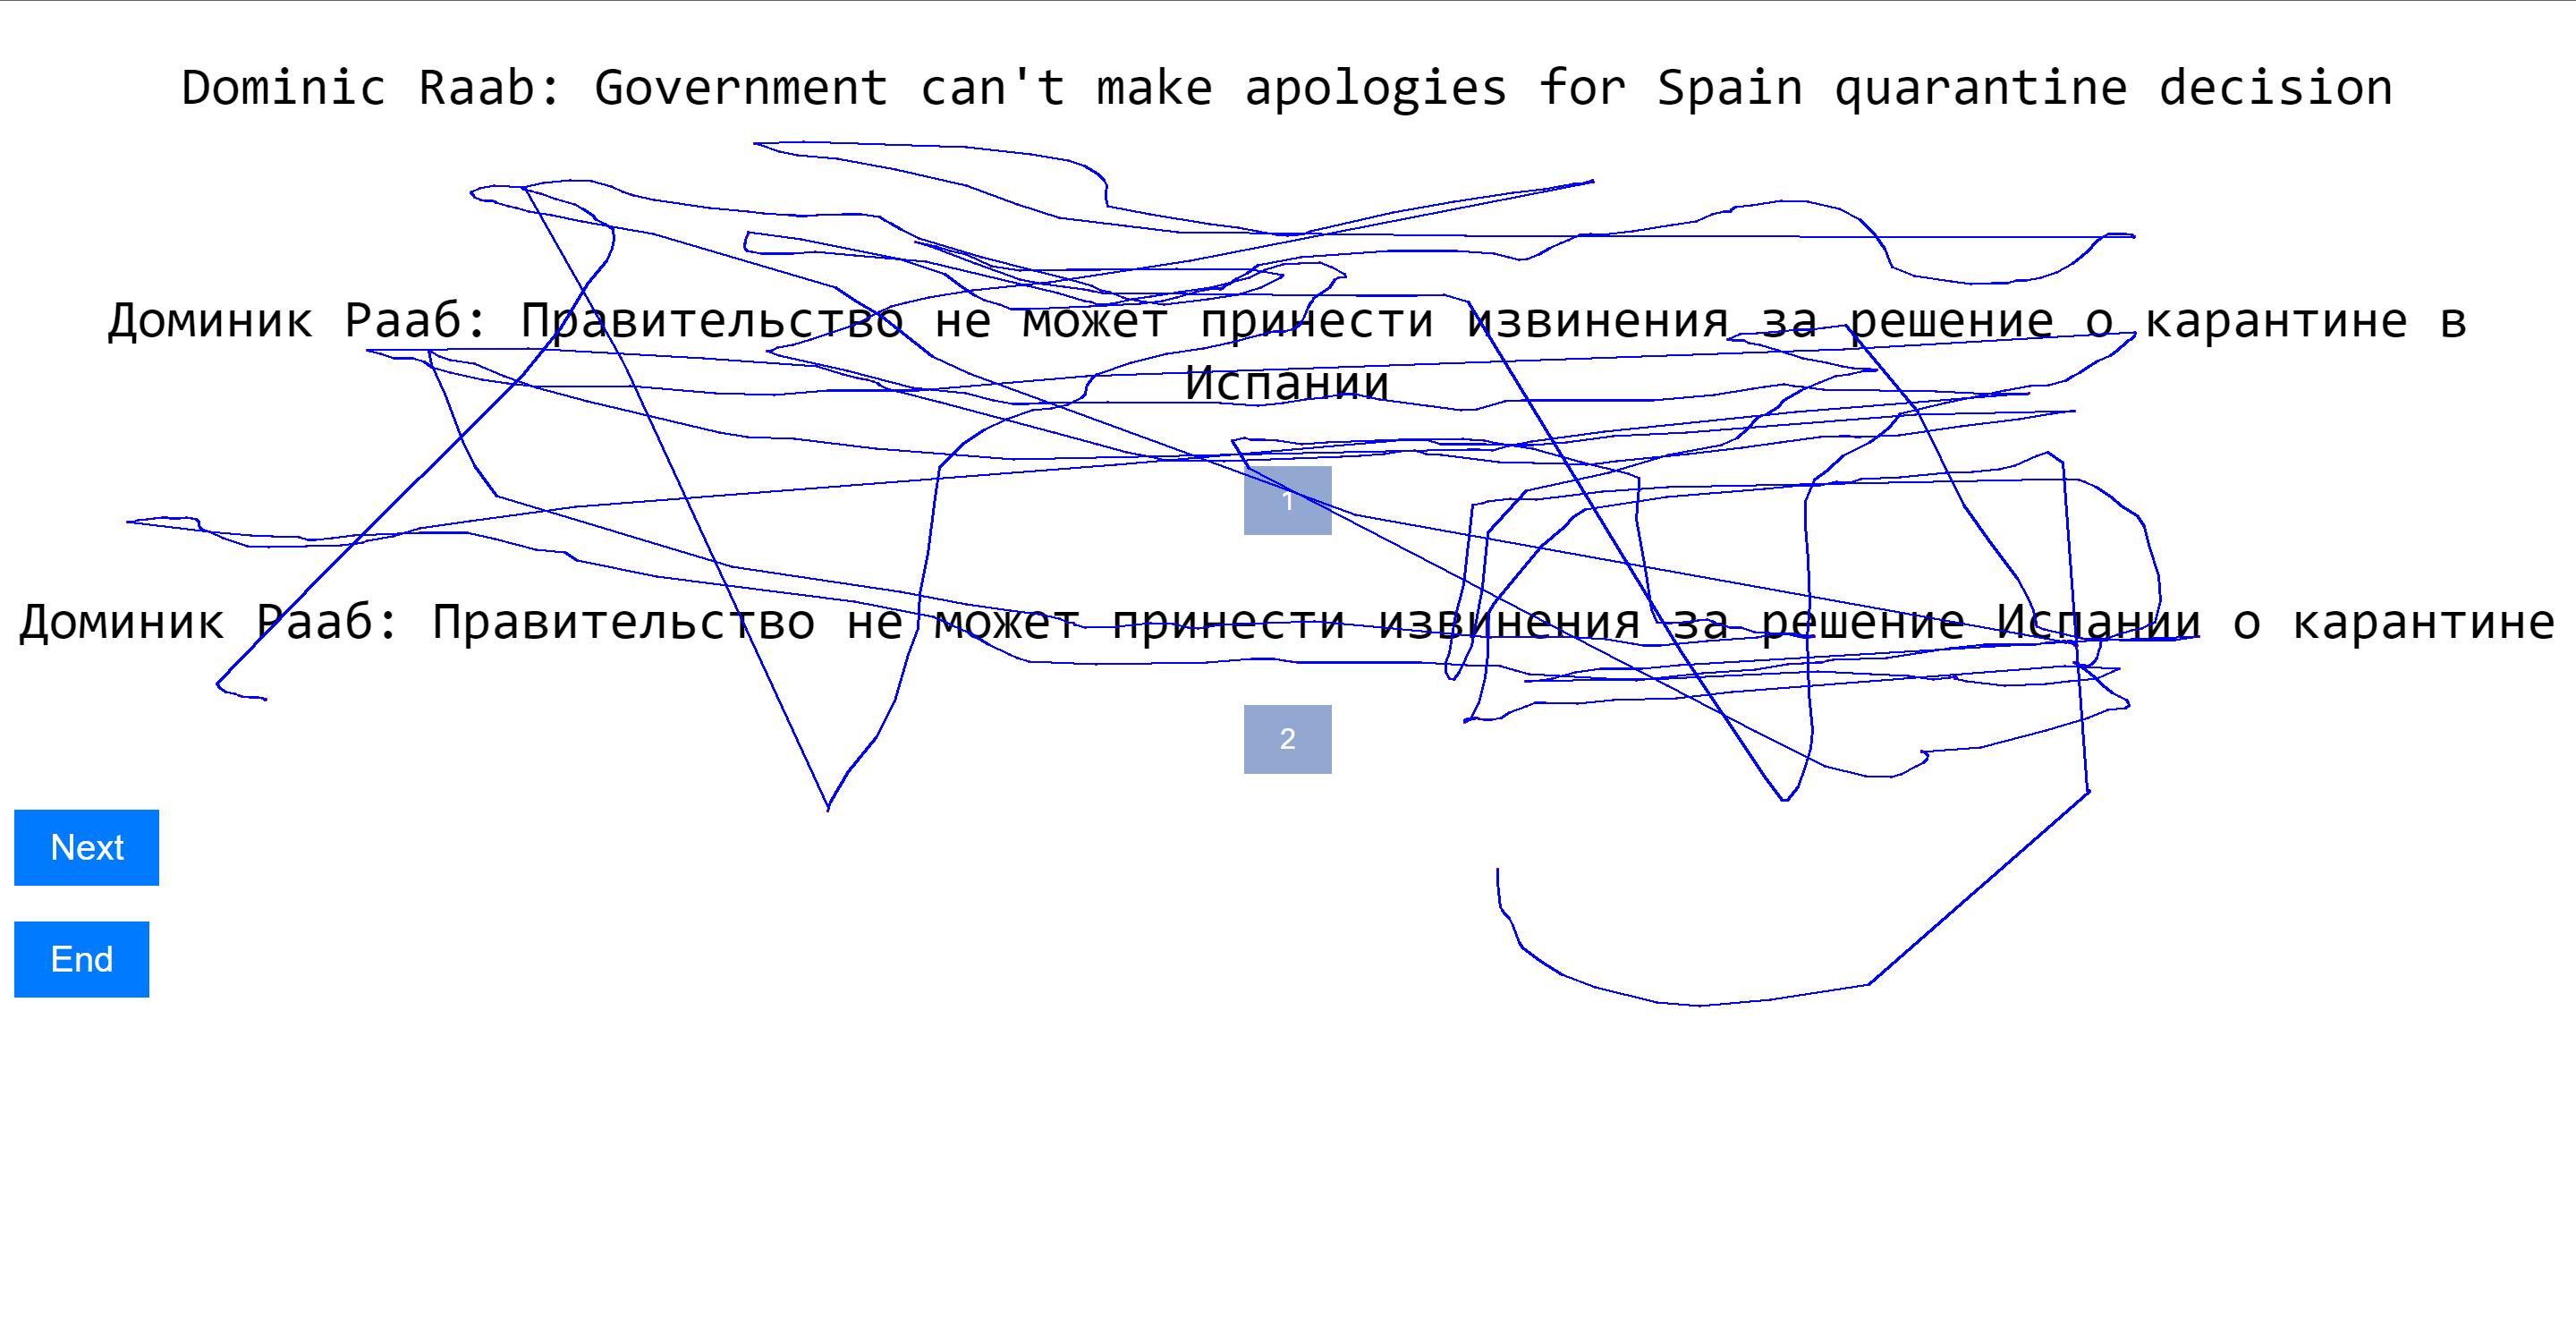 Dominic Raab: Government can't make apologies for Spain quarantine decision
Доминик Рааб: Правительство не может принести извинения за решение о карантине в
Испании
1
Доминик Рааб: Правительство не может принести извинения за решение Испании о карантине
2
Next
End